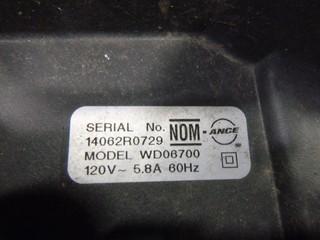 SERIAL No. NOM-ANCE
14062R0729
MODEL WD06700
120V~ 5.8A 60Hz